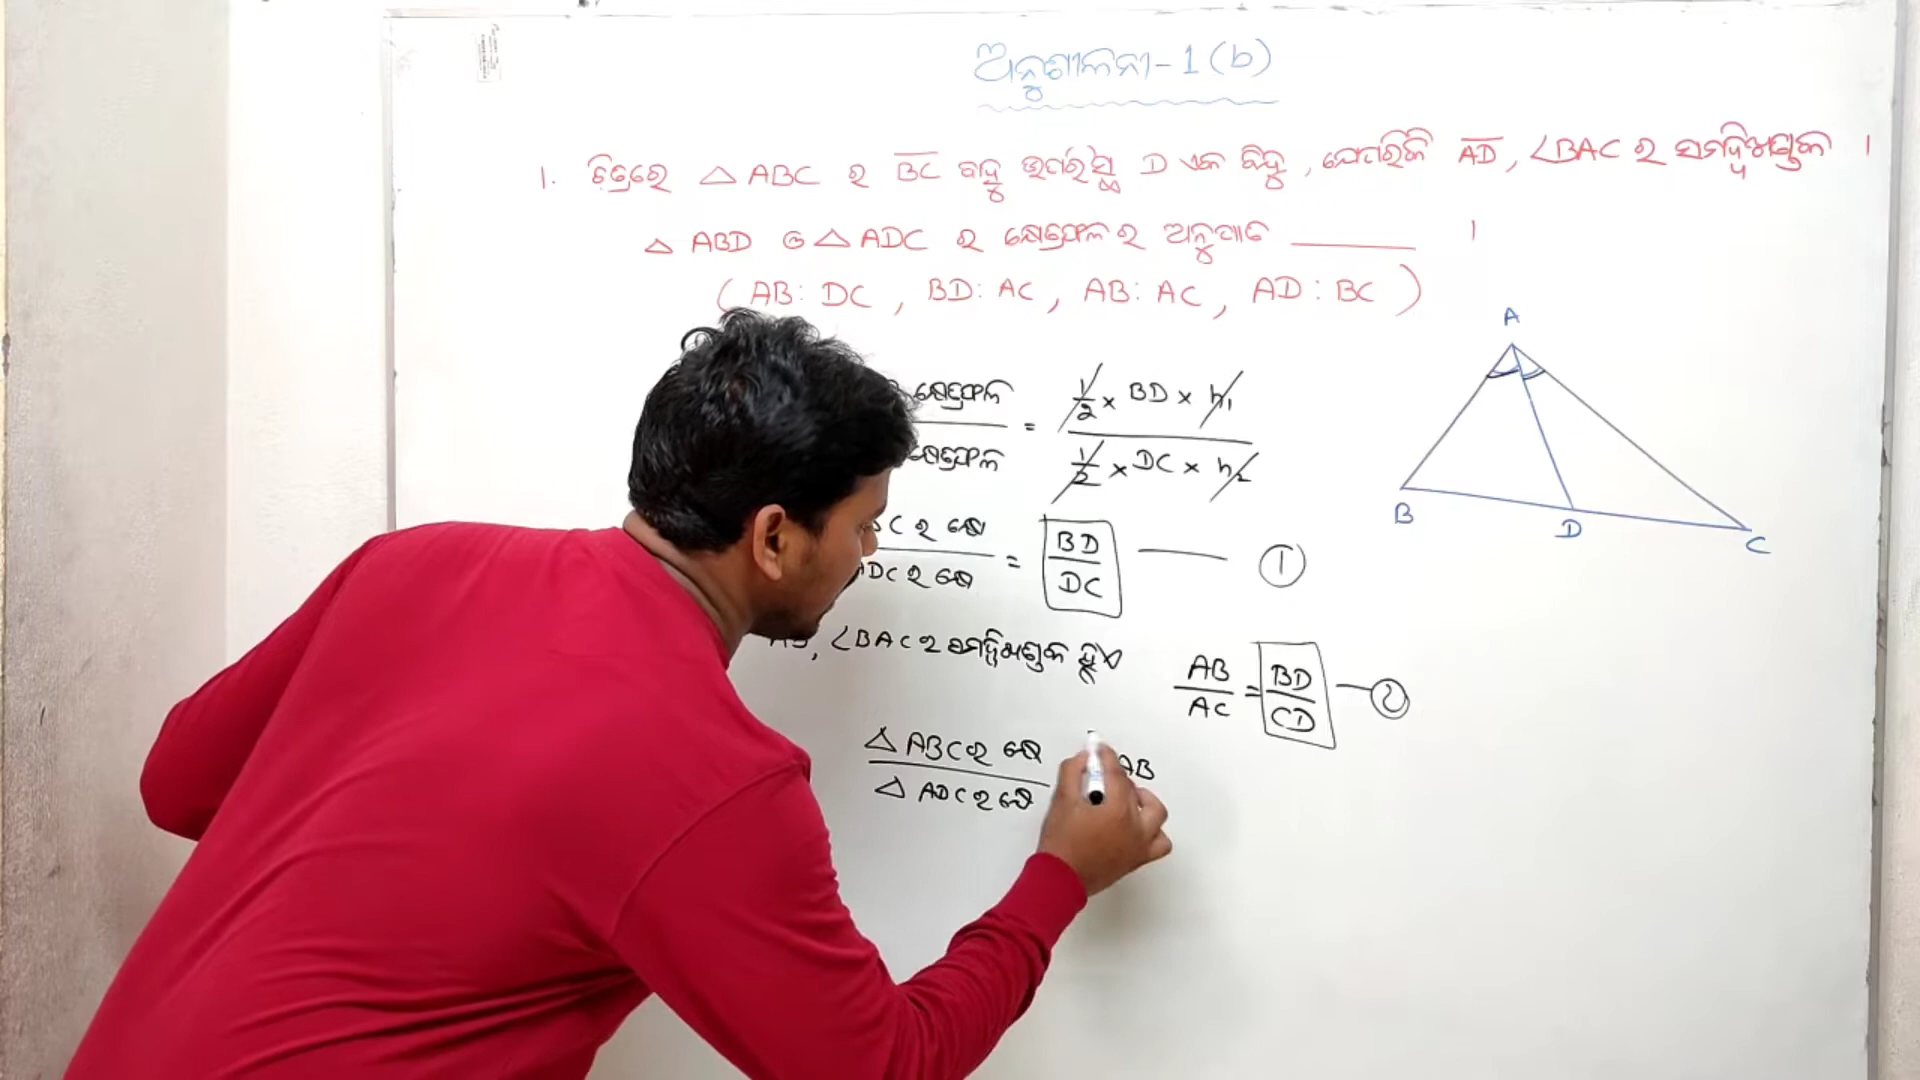 ଅନୁଶୀଳନୀ-1(b)
1. ଚିତ୍ରରେ △ABC ର BC ବାହୁ ଉପରିସ୍ଥ D ଏକ ବିନ୍ଦୁ, ଯେପରିକି AD, ∠BAC ର ସମଦ୍ବିଖଣ୍ଡକ ।
△ ABD ଓ △ADC ର କ୍ଷେତ୍ରଫଳର ଅନୁପାତ ______ ।
(AB: DC, BD: AC, AB: AC, AD: BC)
A
B
D
C
କ୍ଷେତ୍ରଫଳ = 1/2 × BD × h1
କ୍ଷେତ୍ରଫଳ 1/2 × DC × h2
C ର କ୍ଷେ = BD — 1
ADC ର କ୍ଷେ DC
∠BAC ର ସମଦ୍ବିଖଣ୍ଡକ ହୁଏ
AB = BD — 2
AC CD
△ ABC ର କ୍ଷେ AB
△ ADC ର କ୍ଷେ